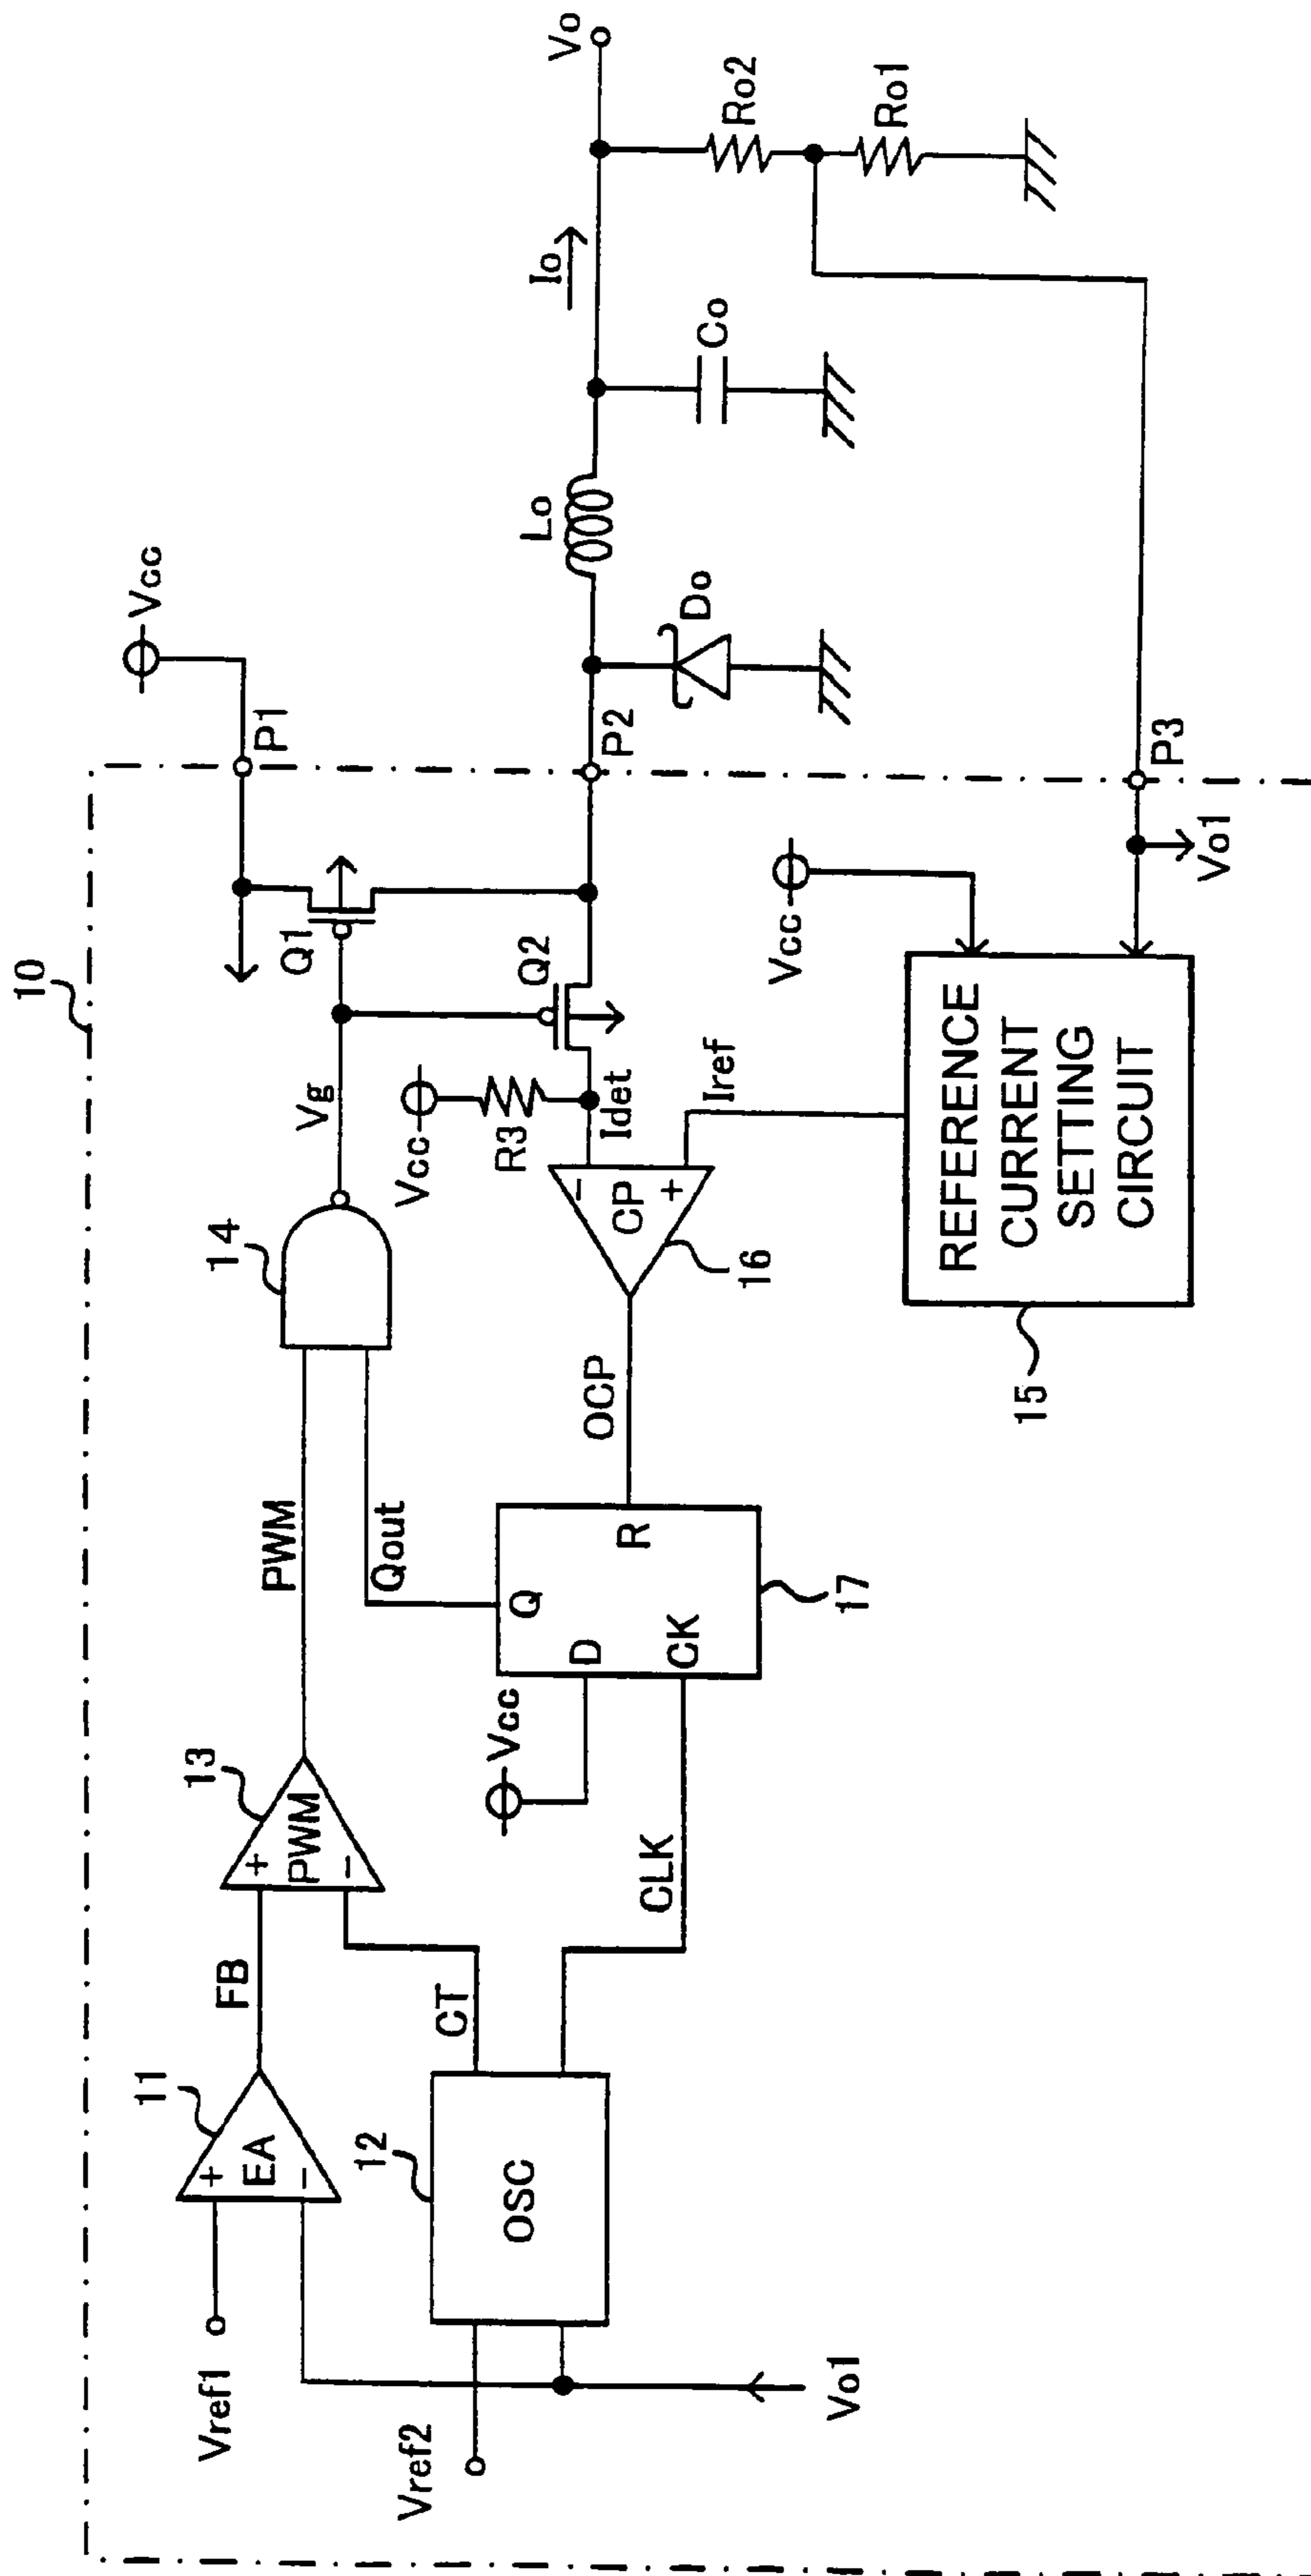 10
Vcc
P1
Q1
Vg
14
PWM
13
PWM
+
−
FB
11
EA
+
−
Vref1
Vref2
Vo1
12
OSC
CT
CLK
Vcc
Q
D
CK
R
17
Qout
OCP
CP
−
+
16
Vcc
R3
Idet
Iref
Q2
P2
Do
Lo
Co
Io
Vo
Ro2
Ro1
P3
Vo1
Vcc
REFERENCE
CURRENT
SETTING
CIRCUIT
15